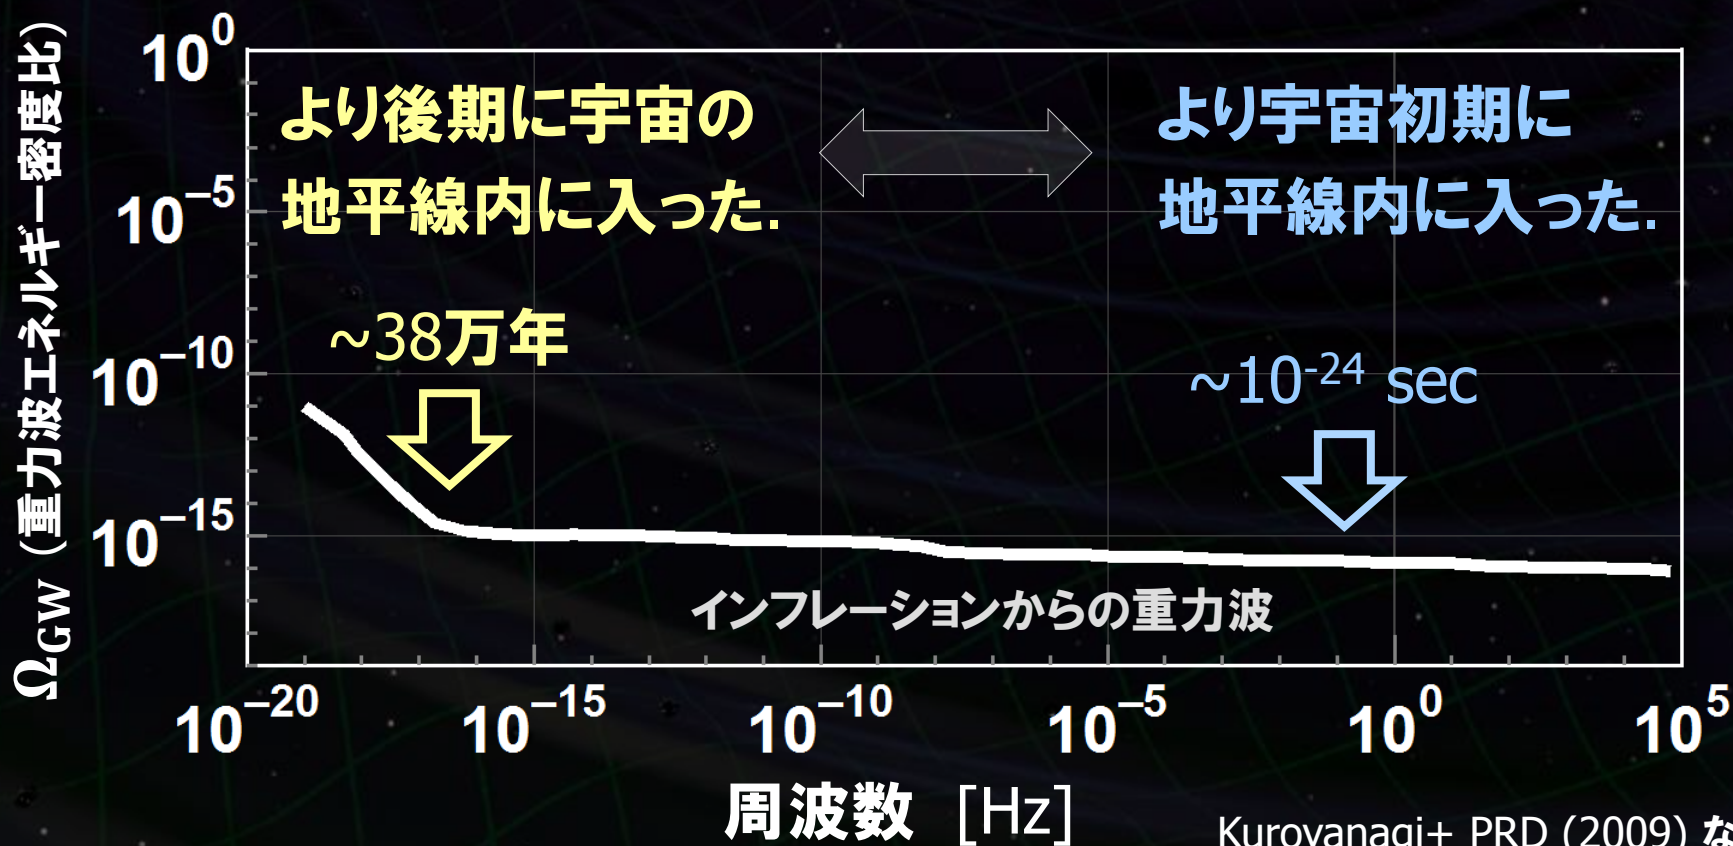 Ω_GW (重力波エネルギー密度比)
10^0
10^−5
10^−10
10^−15
より後期に宇宙の
地平線内に入った.
より宇宙初期に
地平線内に入った.
~38万年
~10^-24 sec
インフレーションからの重力波
10^−20 10^−15 10^−10 10^−5 10^0 10^5
周波数 [Hz]
Kuroyanagi+ PRD (2009) な